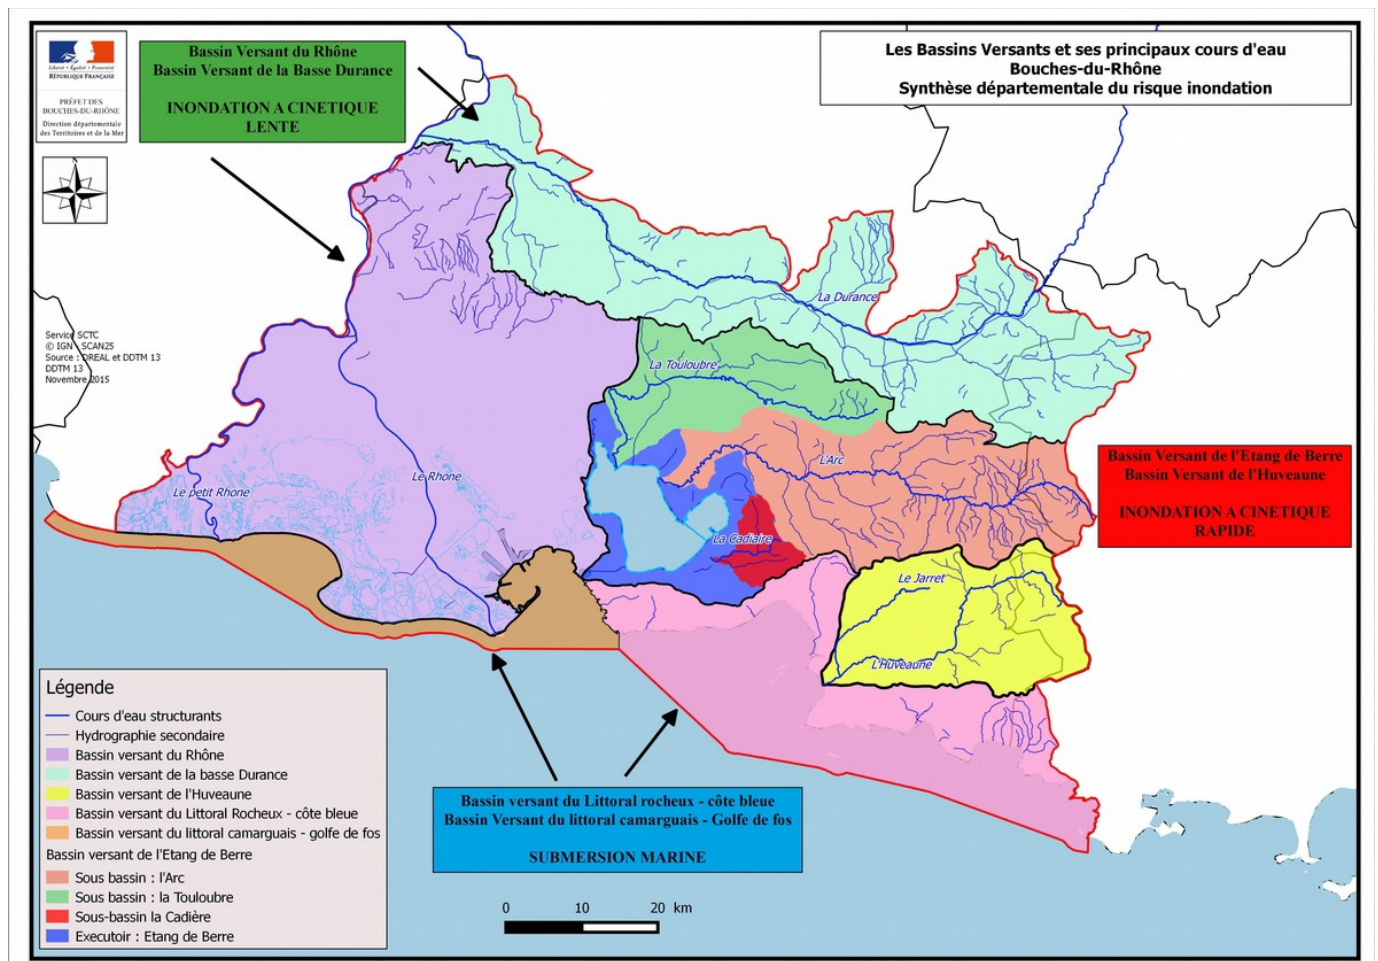 Liberté • Égalité • Fraternité
RÉPUBLIQUE FRANÇAISE
PRÉFET DES
BOUCHES-DU-RHÔNE
Direction départementale
des Territoires et de la Mer
N
Bassin Versant du Rhône
Bassin Versant de la Basse Durance
INONDATION A CINETIQUE
LENTE
Les Bassins Versants et ses principaux cours d'eau
Bouches-du-Rhône
Synthèse départementale du risque inondation
Service SCTC
© IGN - SCAN25
Source : DREAL et DDTM 13
DDTM 13
Novembre 2015
La Durance
La Touloubre
L'Arc
Le Rhone
Le petit Rhone
La Cadiaire
Le Jarret
L'Huveaune
Bassin Versant de l'Etang de Berre
Bassin Versant de l'Huveaune
INONDATION A CINETIQUE
RAPIDE
Bassin versant du Littoral rocheux - côte bleue
Bassin Versant du littoral camarguais - Golfe de fos
SUBMERSION MARINE
Légende
Cours d'eau structurants
Hydrographie secondaire
Bassin versant du Rhône
Bassin versant de la basse Durance
Bassin versant de l'Huveaune
Bassin versant du Littoral Rocheux - côte bleue
Bassin versant du littoral camarguais - golfe de fos
Bassin versant de l'Etang de Berre
Sous bassin : l'Arc
Sous bassin : la Touloubre
Sous-bassin la Cadière
Executoir : Etang de Berre
0 10 20 km